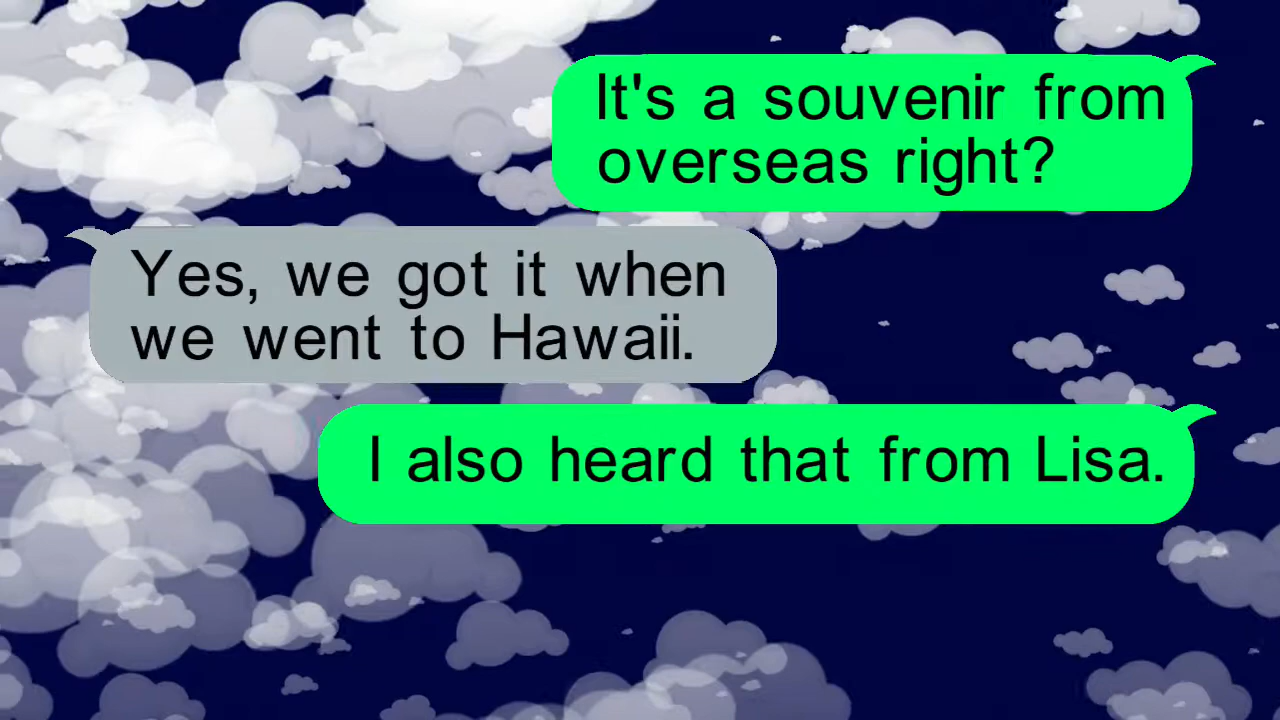 It's a souvenir from
overseas right?
Yes, we got it when
we went to Hawaii.
I also heard that from Lisa.